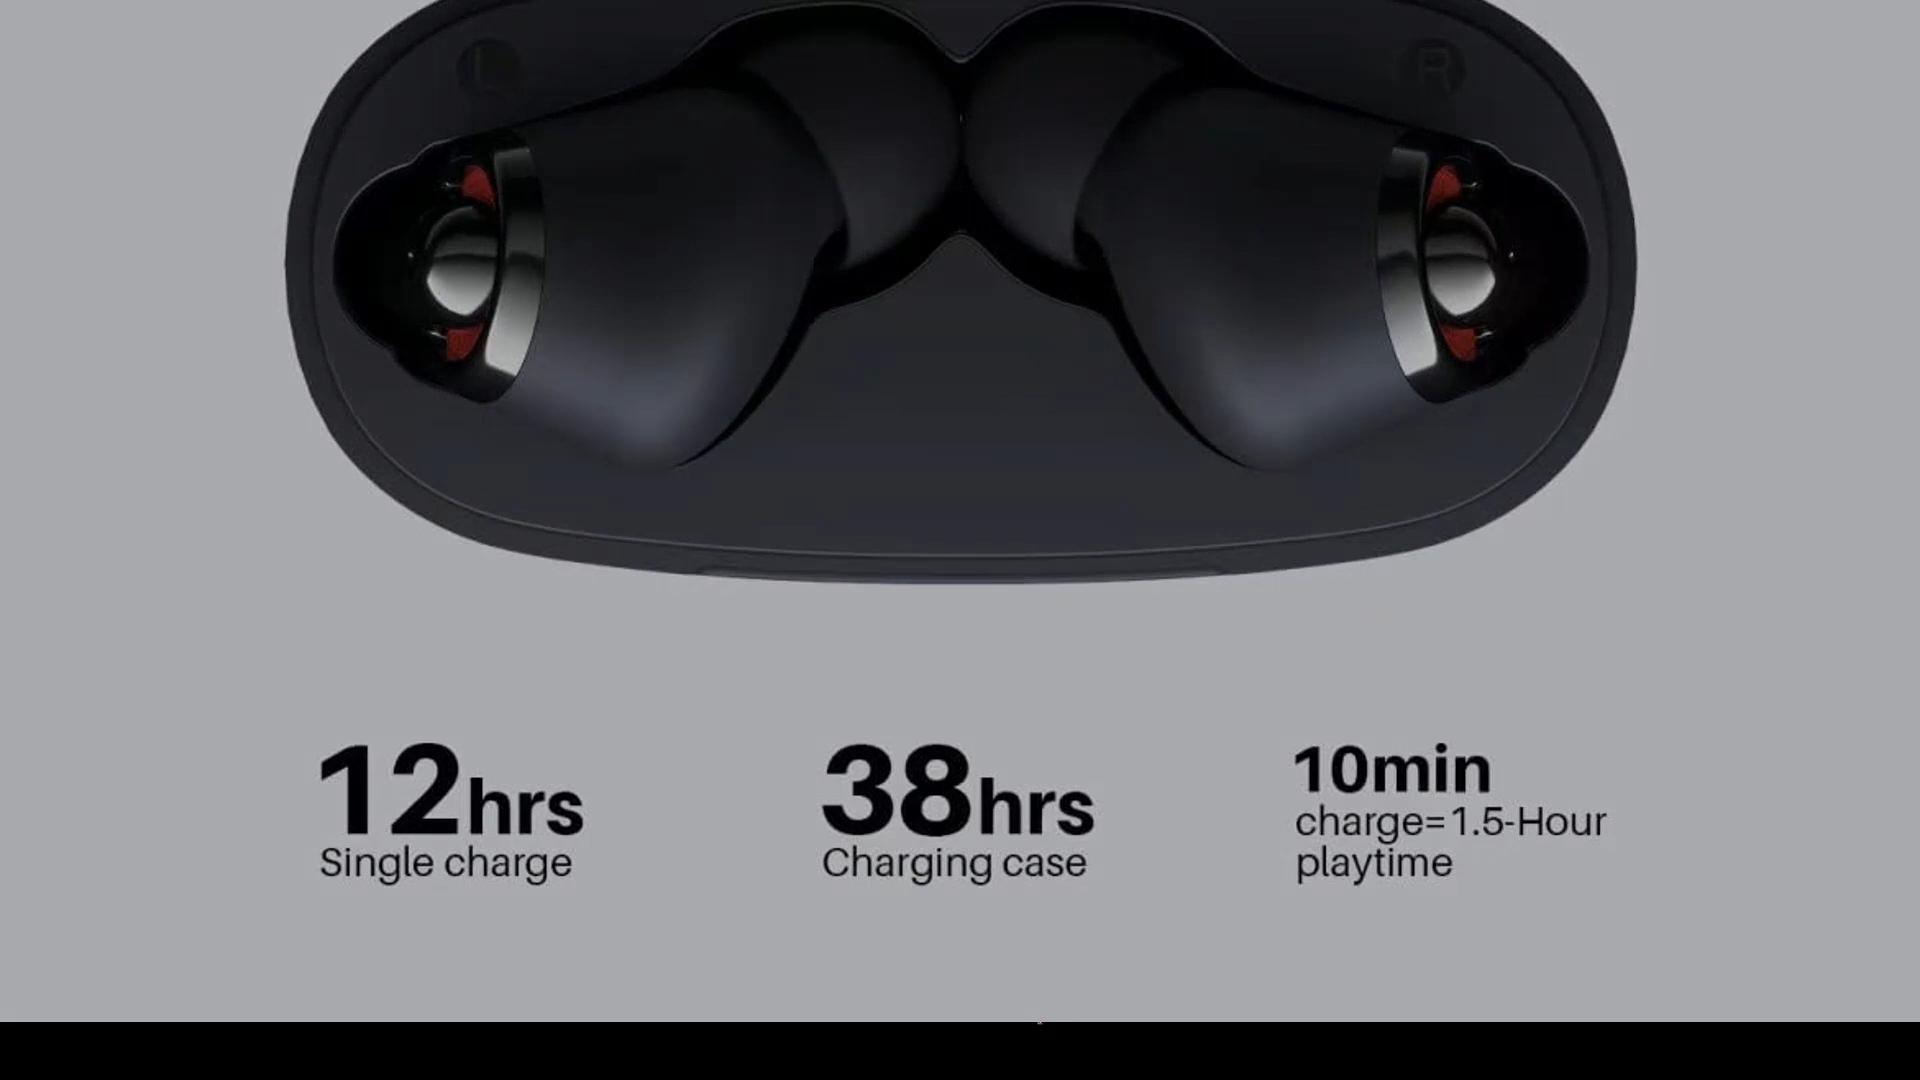 L
R
12hrs
Single charge
38hrs
Charging case
10min
charge=1.5-Hour
playtime